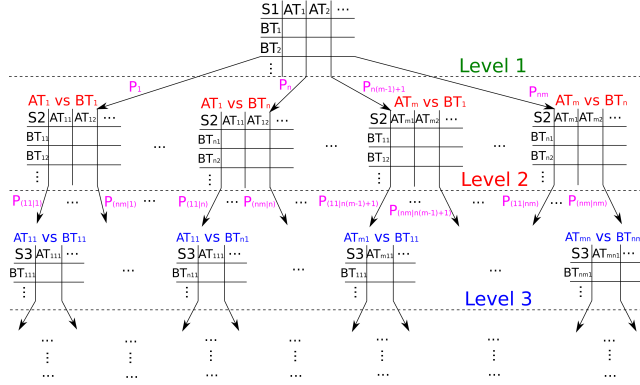 S1 AT₁ AT₂ ...
BT₁
BT₂
⋮
Level 1
P₁ Pₙ Pₙ₍ₘ₋₁₎₊₁ Pₙₘ
AT₁ vs BT₁ AT₁ vs BTₙ ATₘ vs BT₁ ATₘ vs BTₙ
S2 AT₁₁ AT₁₂ ... S2 AT₁₁ AT₁₂ ... S2 ATₘ₁ ATₘ₂ ... S2 ATₘ₁ ATₘ₂ ...
BT₁₁ BTₙ₁ BT₁₁ BTₙ₁
... ... ...
BT₁₂ BTₙ₂ BT₁₂ BTₙ₂
⋮ ⋮ ⋮ ⋮
Level 2
P(11|1) ... P(nm|1) P(11|n) ... P(nm|n) P(11|n(m-1)+1) ... P(nm|n(m-1)+1) P(11|nm) ... P(nm|nm)
AT₁₁ vs BT₁₁ AT₁₁ vs BTₙ₁ ATₘ₁ vs BT₁₁ ATₘₙ vs BTₙₘ
S3 AT₁₁₁ ... S3 AT₁₁₁ ... S3 ATₘ₁₁ ... S3 ATₘₙ₁ ...
BT₁₁₁ ... BTₙ₁₁ ... BT₁₁₁ ... BTₙₘ₁
⋮ ⋮ ⋮ ⋮
Level 3
... ... ... ... ... ...
⋮ ⋮ ⋮ ⋮
... ... ... ... ... ...